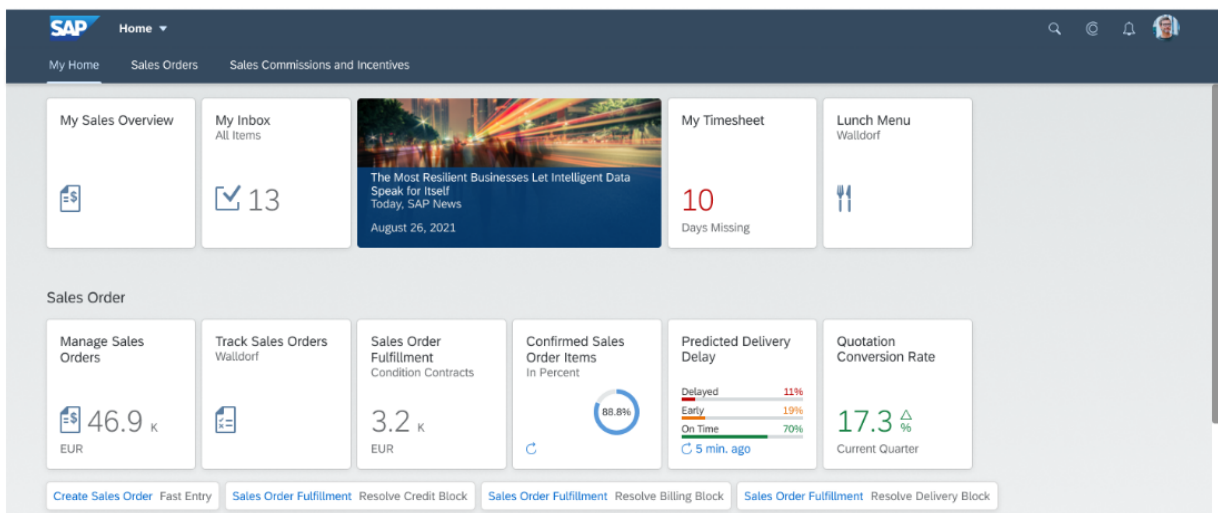 SAP
Home
My Home
Sales Orders
Sales Commissions and Incentives
My Sales Overview
My Inbox
All Items
13
The Most Resilient Businesses Let Intelligent Data
Speak for Itself
Today, SAP News
August 26, 2021
My Timesheet
10
Days Missing
Lunch Menu
Walldorf
Sales Order
Manage Sales
Orders
46.9 K
EUR
Track Sales Orders
Walldorf
Sales Order
Fulfillment
Condition Contracts
3.2 K
EUR
Confirmed Sales
Order Items
In Percent
88.8%
Predicted Delivery
Delay
Delayed 11%
Early 19%
On Time 70%
5 min. ago
Quotation
Conversion Rate
17.3 %
Current Quarter
Create Sales Order Fast Entry
Sales Order Fulfillment Resolve Credit Block
Sales Order Fulfillment Resolve Billing Block
Sales Order Fulfillment Resolve Delivery Block